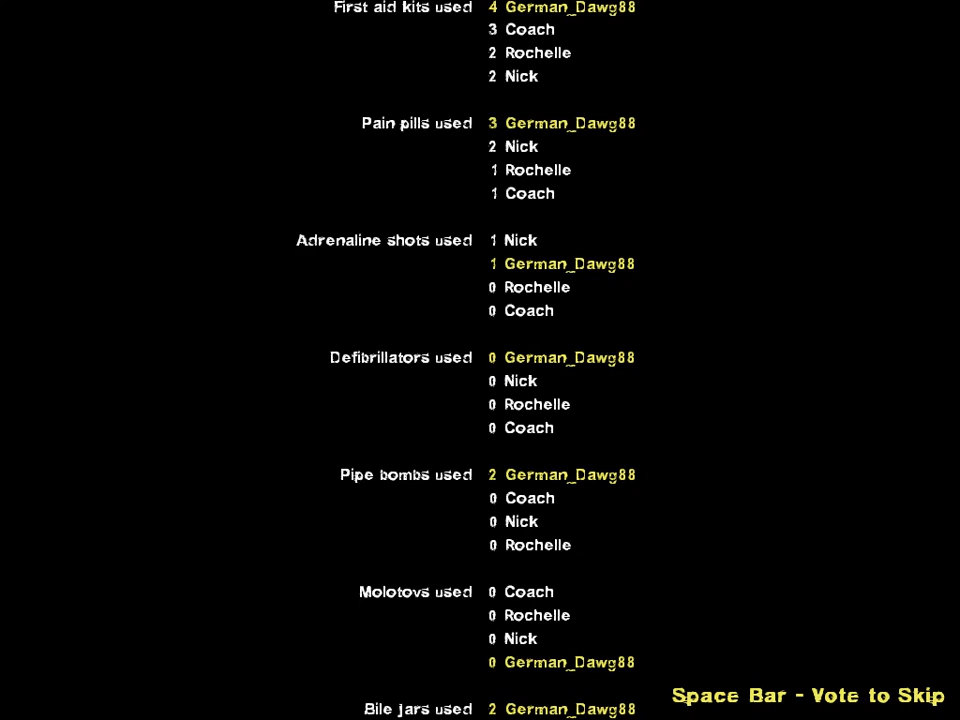 First aid kits used 4 German_Dawg88
3 Coach
2 Rochelle
2 Nick
Pain pills used 3 German_Dawg88
2 Nick
1 Rochelle
1 Coach
Adrenaline shots used 1 Nick
1 German_Dawg88
0 Rochelle
0 Coach
Defibrillators used 0 German_Dawg88
0 Nick
0 Rochelle
0 Coach
Pipe bombs used 2 German_Dawg88
0 Coach
0 Nick
0 Rochelle
Molotovs used 0 Coach
0 Rochelle
0 Nick
0 German_Dawg88
Bile jars used 2 German_Dawg88
Space Bar - Vote to Skip